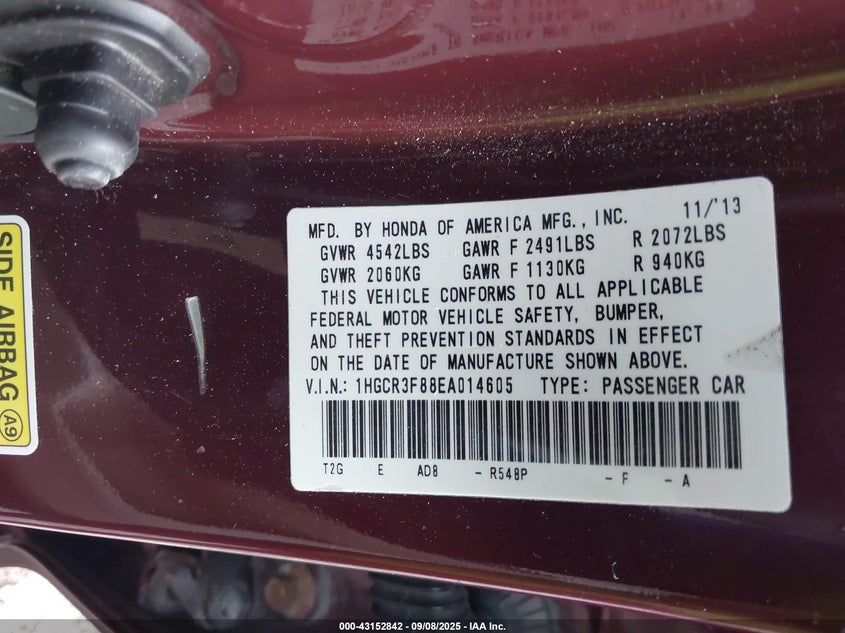 MFD. BY HONDA OF AMERICA MFG., INC. 11/'13
GVWR 4542LBS GAWR F 2491LBS R 2072LBS
GVWR 2060KG GAWR F 1130KG R 940KG
THIS VEHICLE CONFORMS TO ALL APPLICABLE
FEDERAL MOTOR VEHICLE SAFETY, BUMPER,
AND THEFT PREVENTION STANDARDS IN EFFECT
ON THE DATE OF MANUFACTURE SHOWN ABOVE.
V.I.N.: 1HGCR3F88EA014605 TYPE: PASSENGER CAR
T2G E AD8 - R548P - F - A
SIDE AIRBAG A9
000-43152842 - 09/08/2025 - IAA Inc.